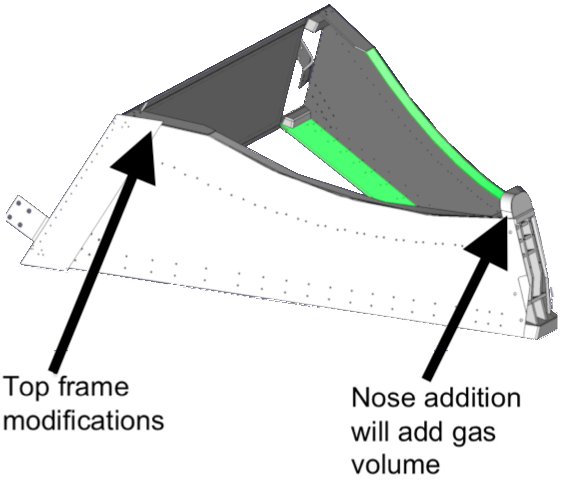 Top frame
modifications
Nose addition
will add gas
volume